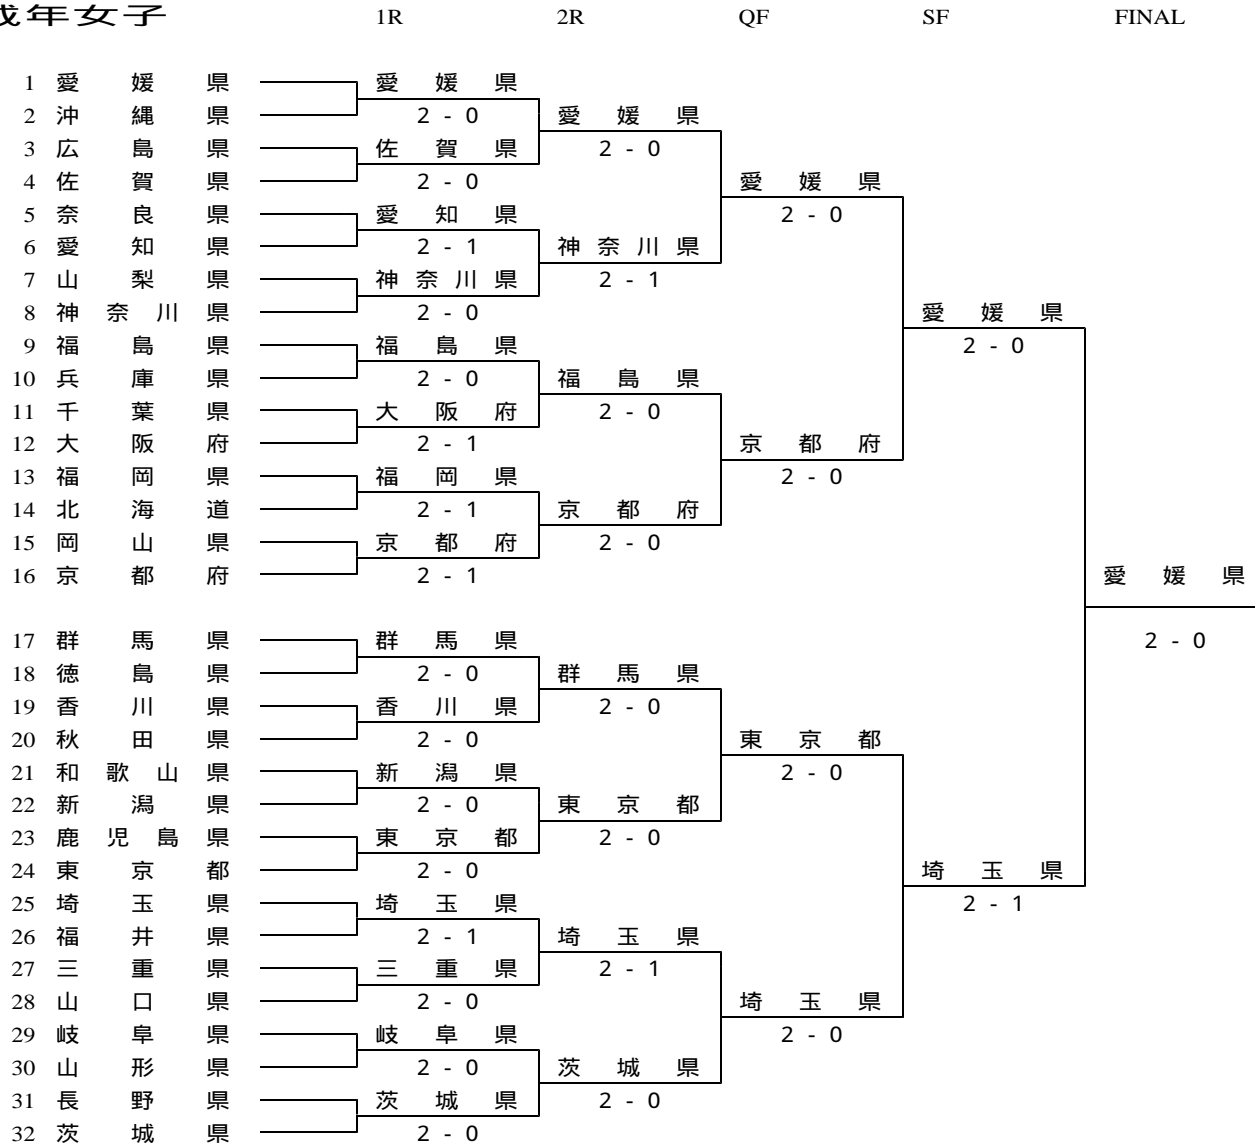 成年女子 1R 2R QF SF FINAL
1 愛媛県 愛媛県
2 沖縄県 2 - 0 愛媛県
3 広島県 佐賀県 2 - 0
4 佐賀県 2 - 0 愛媛県
5 奈良県 愛知県 2 - 0
6 愛知県 2 - 1 神奈川県
7 山梨県 神奈川県 2 - 1
8 神奈川県 2 - 0 愛媛県
9 福島県 福島県 2 - 0
10 兵庫県 2 - 0 福島県
11 千葉県 大阪府 2 - 0
12 大阪府 2 - 1 京都府
13 福岡県 福岡県 2 - 0
14 北海道 2 - 1 京都府
15 岡山県 京都府 2 - 0
16 京都府 2 - 1 愛媛県
17 群馬県 群馬県 2 - 0
18 徳島県 2 - 0 群馬県
19 香川県 香川県 2 - 0
20 秋田県 2 - 0 東京都
21 和歌山県 新潟県 2 - 0
22 新潟県 2 - 0 東京都
23 鹿児島県 東京都 2 - 0
24 東京都 2 - 0 埼玉県
25 埼玉県 埼玉県 2 - 1
26 福井県 2 - 1 埼玉県
27 三重県 三重県 2 - 1
28 山口県 2 - 0 埼玉県
29 岐阜県 岐阜県 2 - 0
30 山形県 2 - 0 茨城県
31 長野県 茨城県 2 - 0
32 茨城県 2 - 0